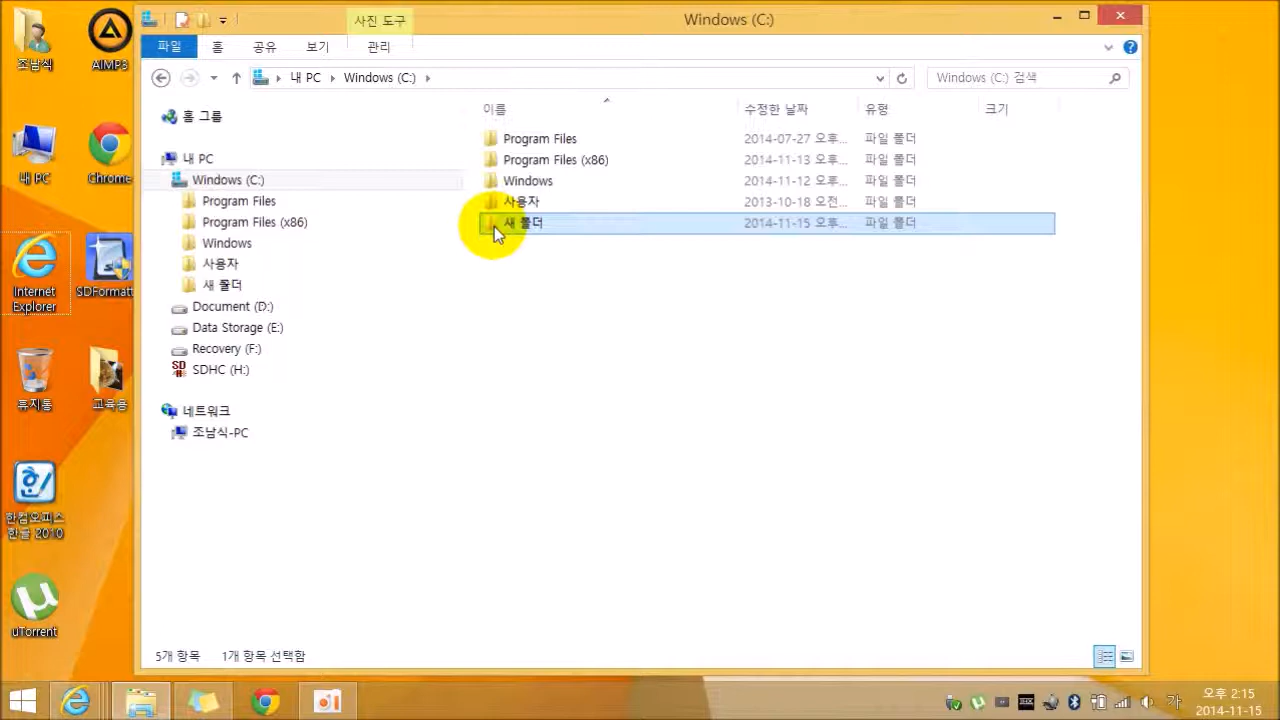 조남식
AIMP3
내 PC
Chrome
Internet
Explorer
SDFormatt
휴지통
교육용
한컴오피스
한글 2010
uTorrent
사진 도구
Windows (C:)
파일
홈
공유
보기
관리
내 PC
Windows (C:)
Windows (C:) 검색
홈 그룹
내 PC
Windows (C:)
Program Files
Program Files (x86)
Windows
사용자
새 폴더
Document (D:)
Data Storage (E:)
Recovery (F:)
SDHC (H:)
네트워크
조남식-PC
이름 수정한 날짜 유형 크기
Program Files 2014-07-27 오후... 파일 폴더
Program Files (x86) 2014-11-13 오후... 파일 폴더
Windows 2014-11-12 오후... 파일 폴더
사용자 2013-10-18 오전... 파일 폴더
새 폴더 2014-11-15 오후... 파일 폴더
5개 항목 1개 항목 선택함
가
오후 2:15
2014-11-15